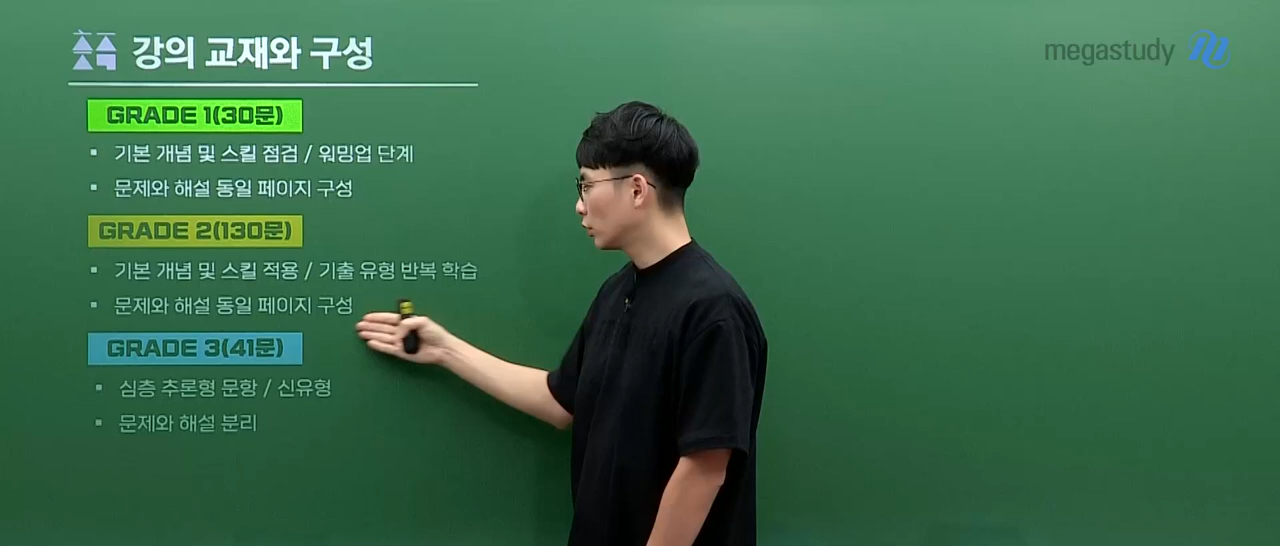 강의 교재와 구성
megastudy
GRADE 1(30문)
▪ 기본 개념 및 스킬 점검 / 워밍업 단계
▪ 문제와 해설 동일 페이지 구성
GRADE 2(130문)
▪ 기본 개념 및 스킬 적용 / 기출 유형 반복 학습
▪ 문제와 해설 동일 페이지 구성
GRADE 3(41문)
▪ 심층 추론형 문항 / 신유형
▪ 문제와 해설 분리